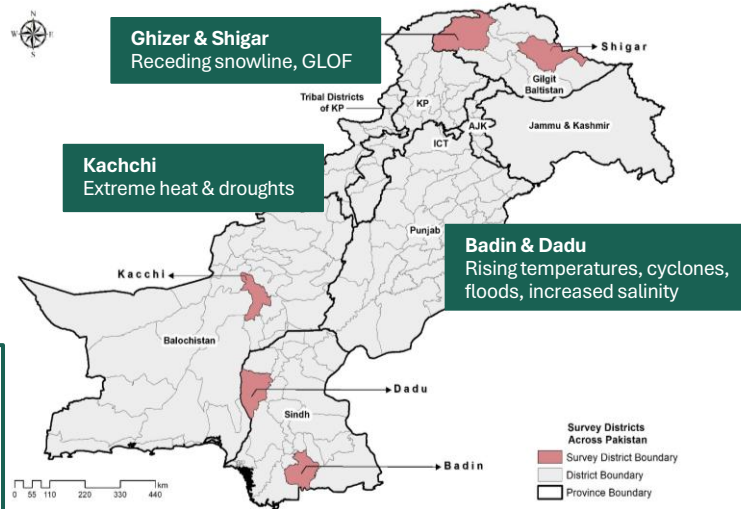 N
W E
S
Ghizer & Shigar
Receding snowline, GLOF
Shigar
Gilgit
Baltistan
Tribal Districts
of KP
KP
AJK
Jammu & Kashmir
ICT
Kachchi
Extreme heat & droughts
Punjab
Badin & Dadu
Rising temperatures, cyclones,
floods, increased salinity
Kacchi
Balochistan
Dadu
Sindh
Badin
Survey Districts
Across Pakistan
Survey District Boundary
District Boundary
Province Boundary
km
0 55 110 220 330 440